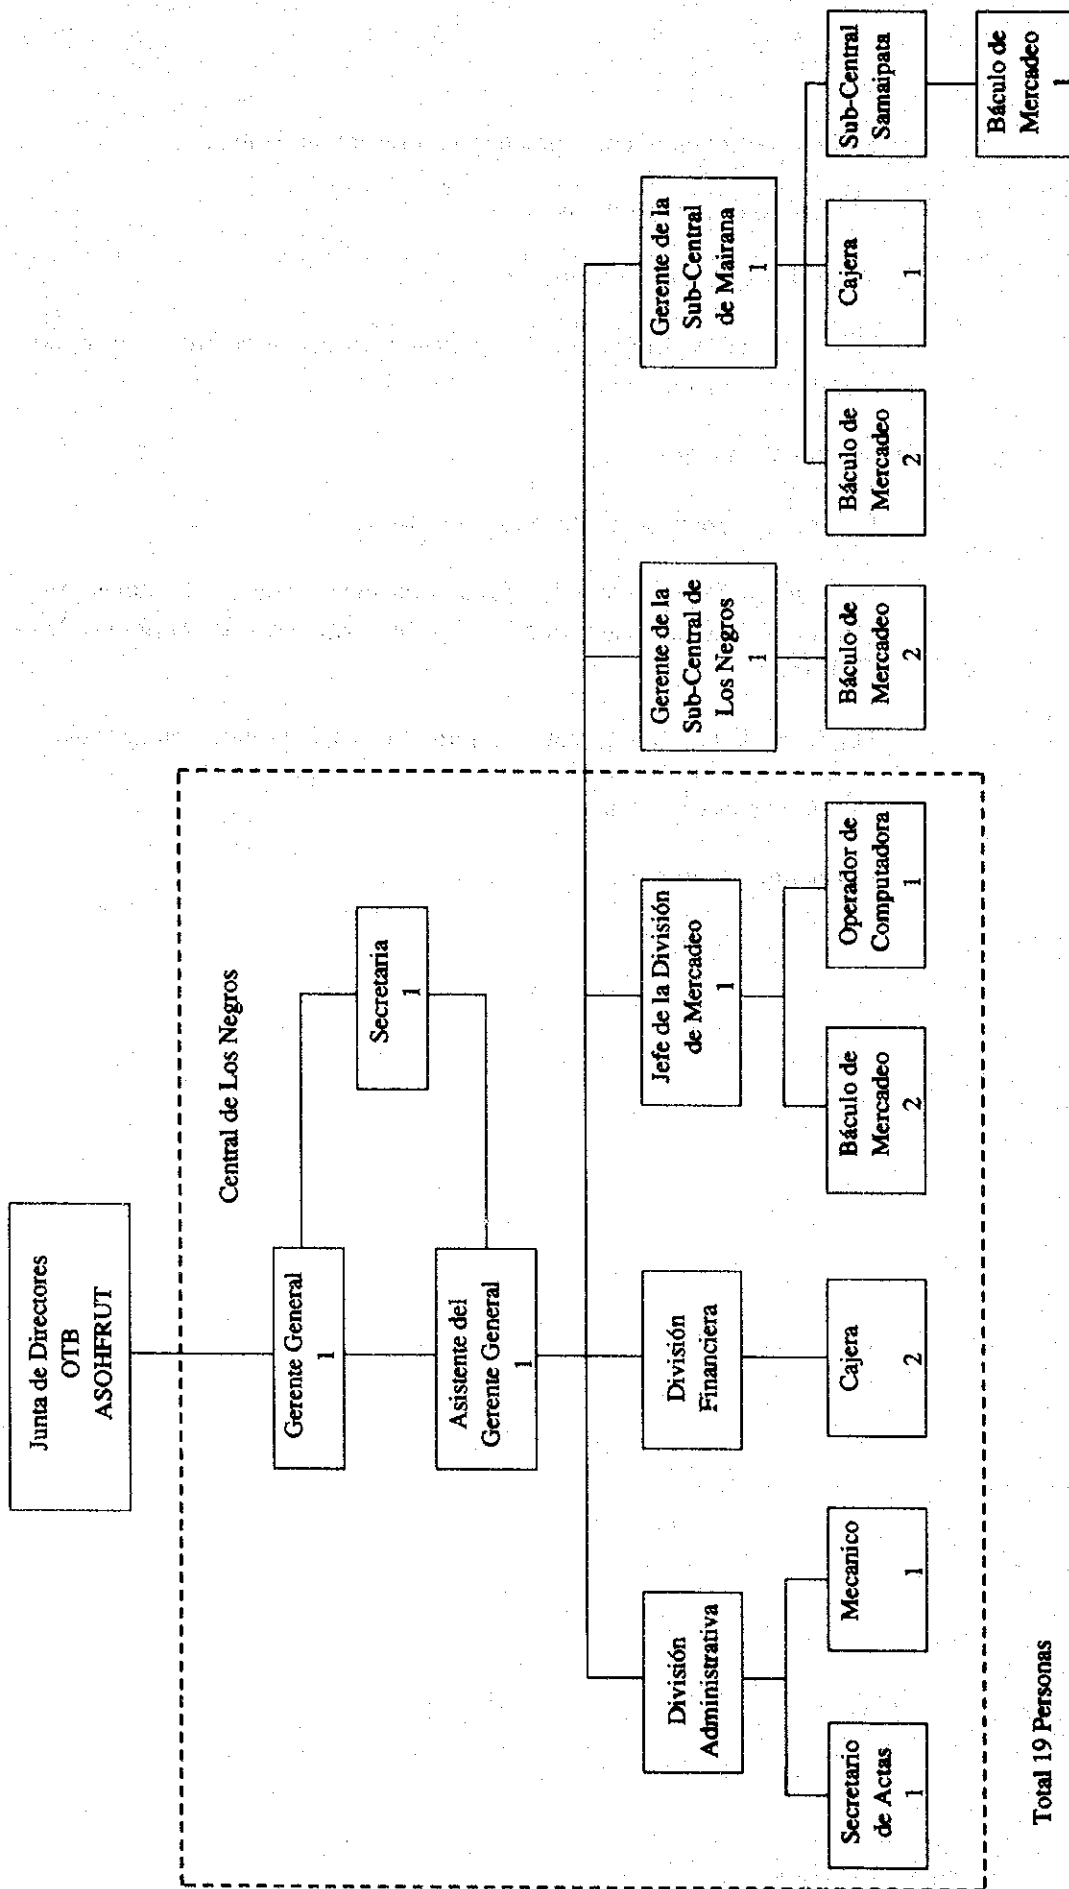 Junta de Directores
OTB
ASOHFRUT
Central de Los Negros
Gerente General
1
Secretaria
1
Asistente del
Gerente General
1
División
Administrativa
División
Financiera
Jefe de la División
de Mercadeo
1
Gerente de la
Sub-Central de
Los Negros
1
Gerente de la
Sub-Central
de Mairana
1
Secretario
de Actas
1
Mecanico
1
Cajera
2
Báculo de
Mercadeo
2
Operador de
Computadora
1
Báculo de
Mercadeo
2
Báculo de
Mercadeo
2
Cajera
1
Sub-Central
Samaipata
Báculo de
Mercadeo
1
Total 19 Personas